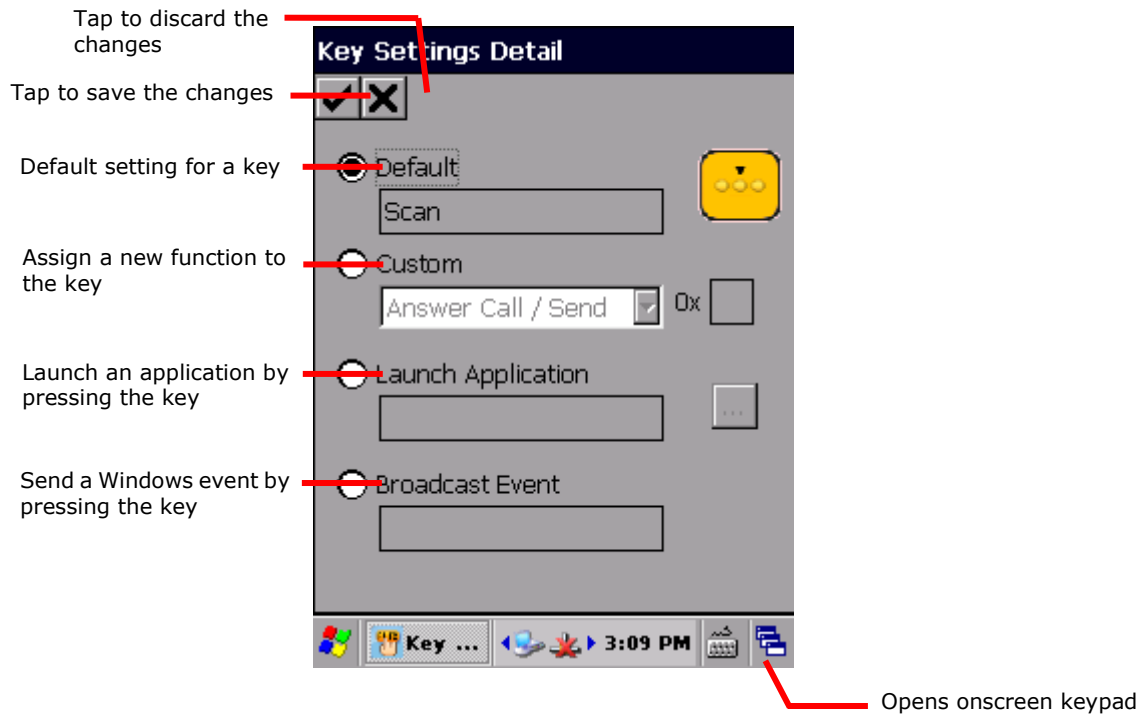 Tap to discard the
changes
Key Settings Detail
Tap to save the changes
Default setting for a key
Default
Scan
Assign a new function to
the key
Custom
Answer Call / Send
0x
Launch an application by
pressing the key
Launch Application
...
Send a Windows event by
pressing the key
Broadcast Event
Key ...
3:09 PM
Opens onscreen keypad